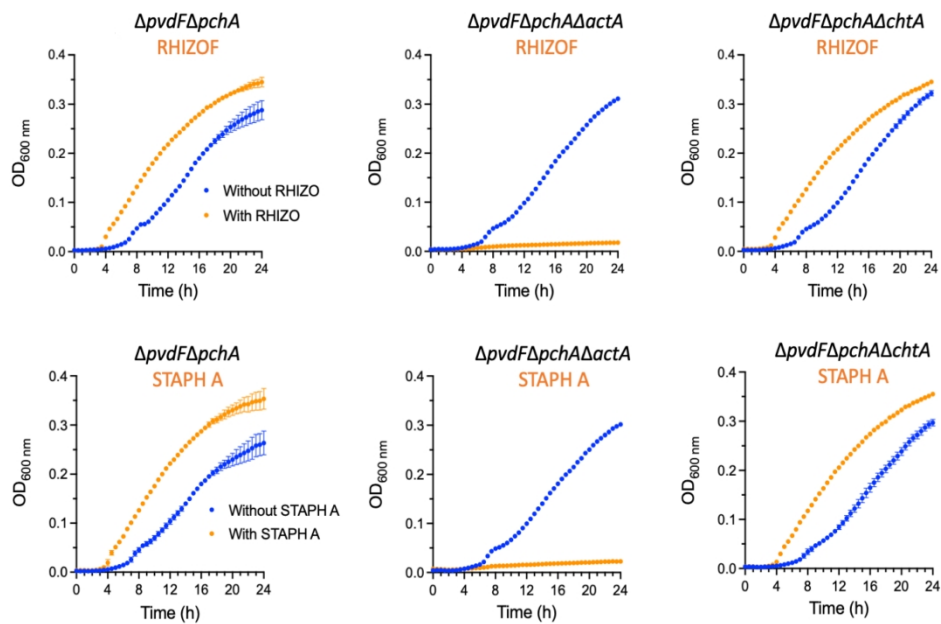 ΔpvdFΔpchA
RHIZOF
0.4
0.3
0.2
0.1
0.0
OD600 nm
Without RHIZO
With RHIZO
0 4 8 12 16 20 24
Time (h)
ΔpvdFΔpchAΔactA
RHIZOF
0.4
0.3
0.2
0.1
0.0
OD600 nm
0 4 8 12 16 20 24
Time (h)
ΔpvdFΔpchAΔchtA
RHIZOF
0.4
0.3
0.2
0.1
0.0
OD600 nm
0 4 8 12 16 20 24
Time (h)
ΔpvdFΔpchA
STAPH A
0.4
0.3
0.2
0.1
0.0
OD600 nm
Without STAPH A
With STAPH A
0 4 8 12 16 20 24
Time (h)
ΔpvdFΔpchAΔactA
STAPH A
0.4
0.3
0.2
0.1
0.0
OD600 nm
0 4 8 12 16 20 24
Time (h)
ΔpvdFΔpchAΔchtA
STAPH A
0.4
0.3
0.2
0.1
0.0
OD600 nm
0 4 8 12 16 20 24
Time (h)